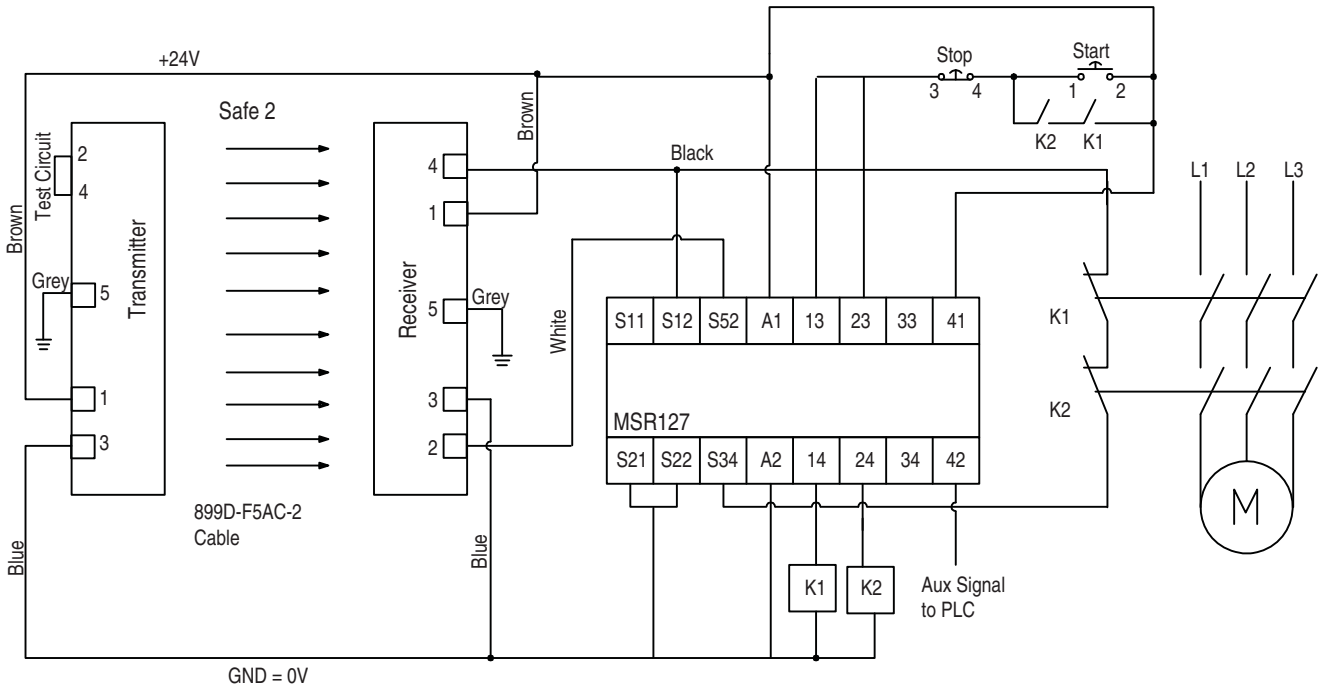 +24V
Safe 2
Stop
3 4
Start
1 2
K2 K1
Black
L1 L2 L3
Brown
Test Circuit
2
4
Brown
Transmitter
Grey
5
1
3
Receiver
4
1
5
Grey
3
2
White
S11 S12 S52 A1 13 23 33 41
MSR127
S21 S22 S34 A2 14 24 34 42
K1
K2
M
899D-F5AC-2
Cable
Blue
Blue
K1
K2
Aux Signal
to PLC
GND = 0V